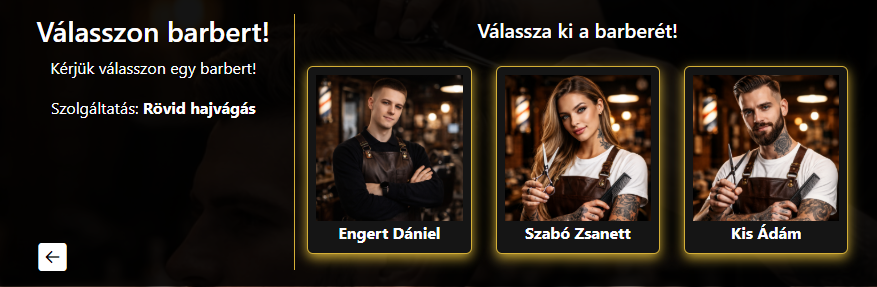 Válasszon barbert!
Kérjük válasszon egy barbert!
Szolgáltatás: Rövid hajvágás
Válassza ki a barberét!
Engert Dániel
Szabó Zsanett
Kis Ádám